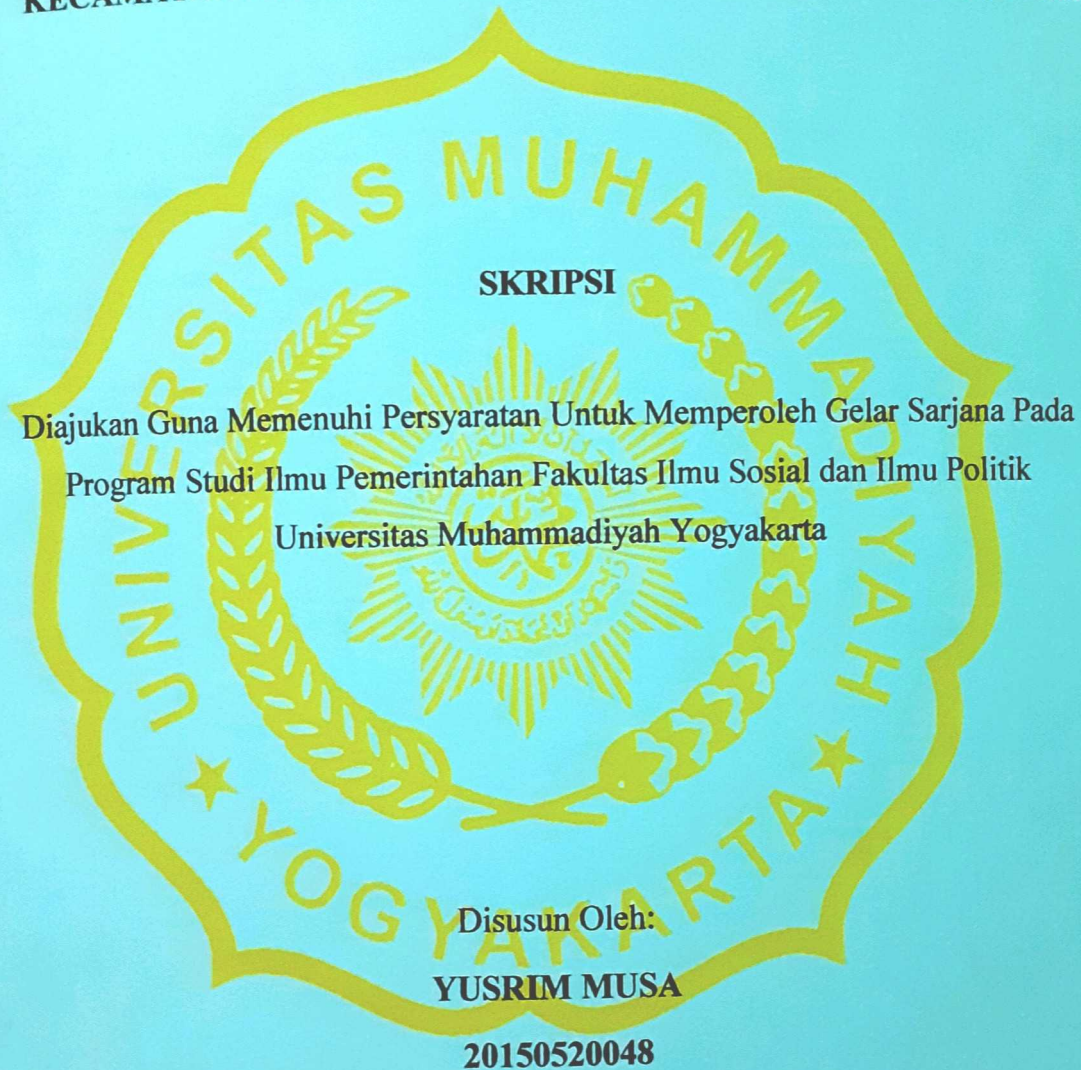 SKRIPSI
Diajukan Guna Memenuhi Persyaratan Untuk Memperoleh Gelar Sarjana Pada
Program Studi Ilmu Pemerintahan Fakultas Ilmu Sosial dan Ilmu Politik
Universitas Muhammadiyah Yogyakarta
Disusun Oleh:
YUSRIM MUSA
20150520048
UNIVERSITAS MUHAMMADIYAH
★ YOGYAKARTA ★